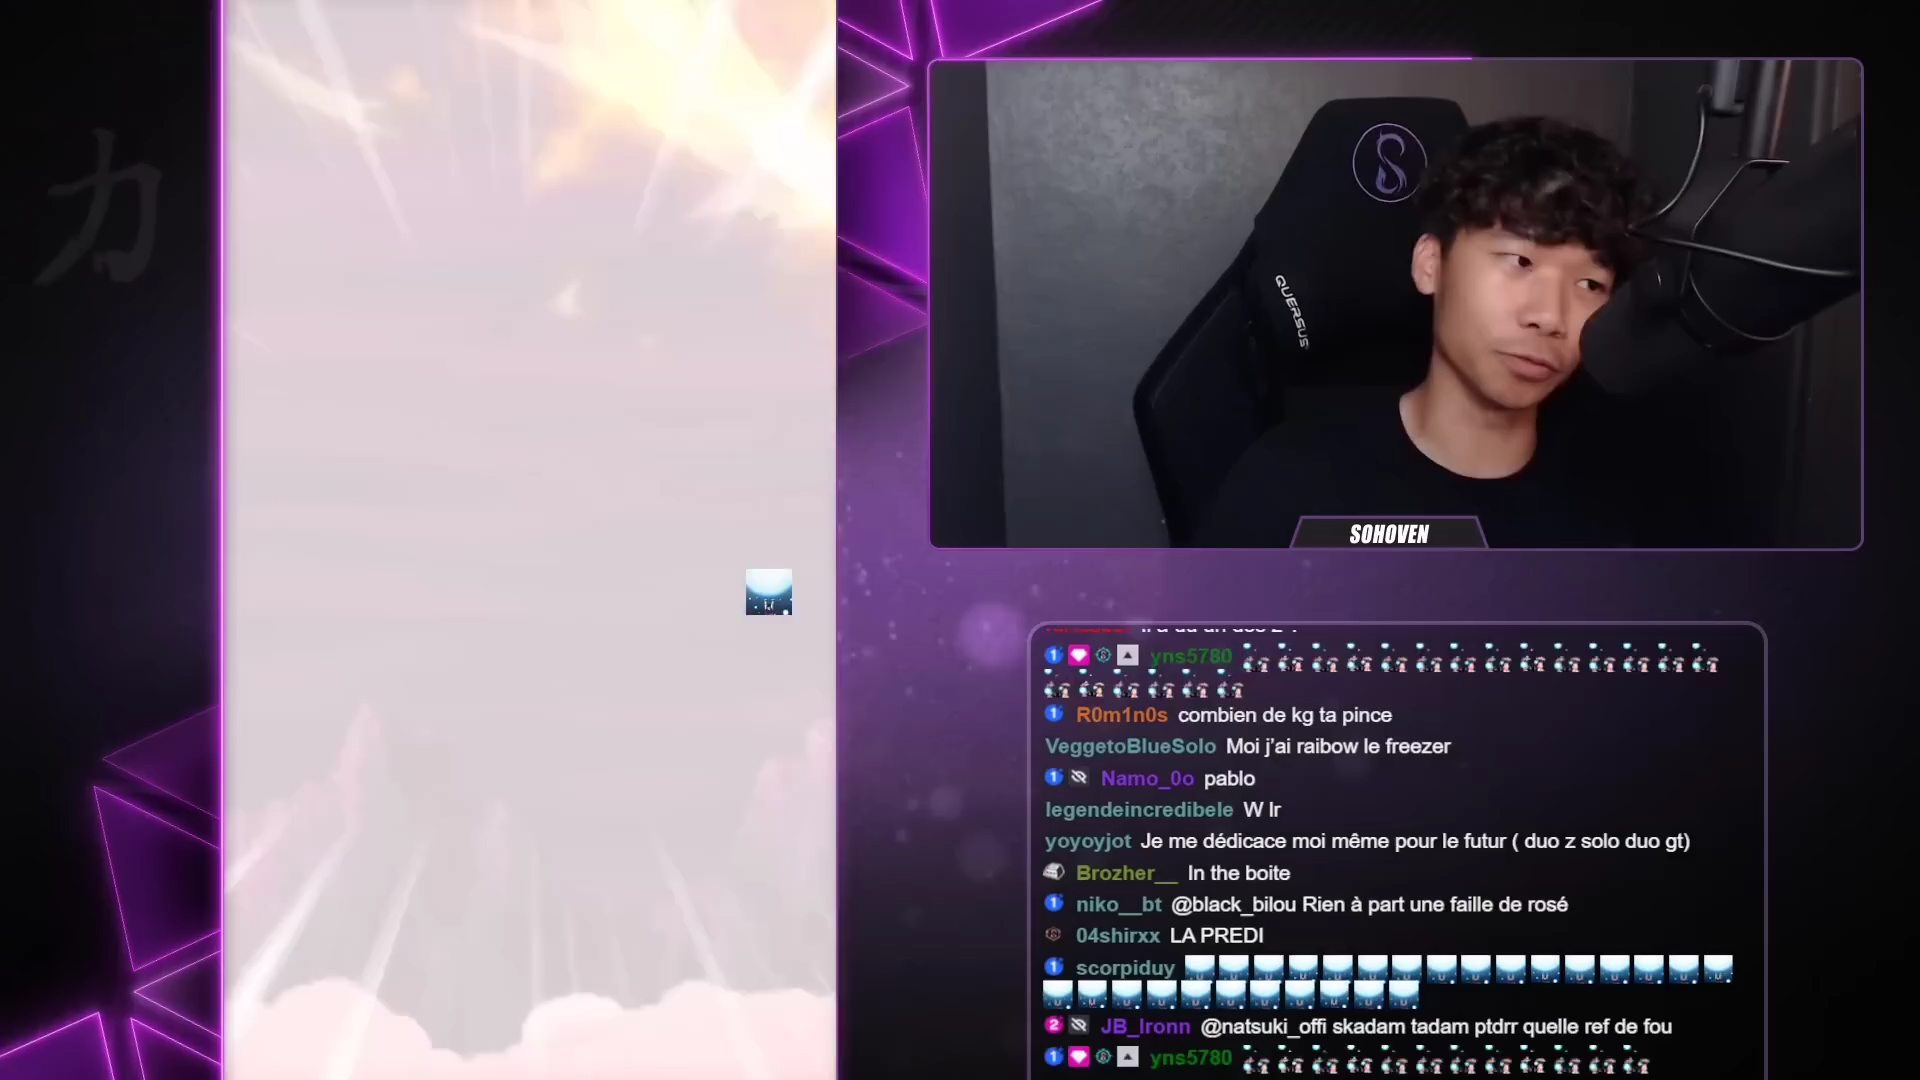 力
QUERSUS
SOHOVEN
yns5780
R0m1n0s combien de kg ta pince
VeggetoBlueSolo Moi j'ai raibow le freezer
Namo_0o pablo
legendeincredibele W lr
yoyoyjot Je me dédicace moi même pour le futur ( duo z solo duo gt)
Brozher__ In the boite
niko__bt @black_bilou Rien à part une faille de rosé
04shirxx LA PREDI
scorpiduy
JB_Ironn @natsuki_offi skadam tadam ptdrr quelle ref de fou
yns5780